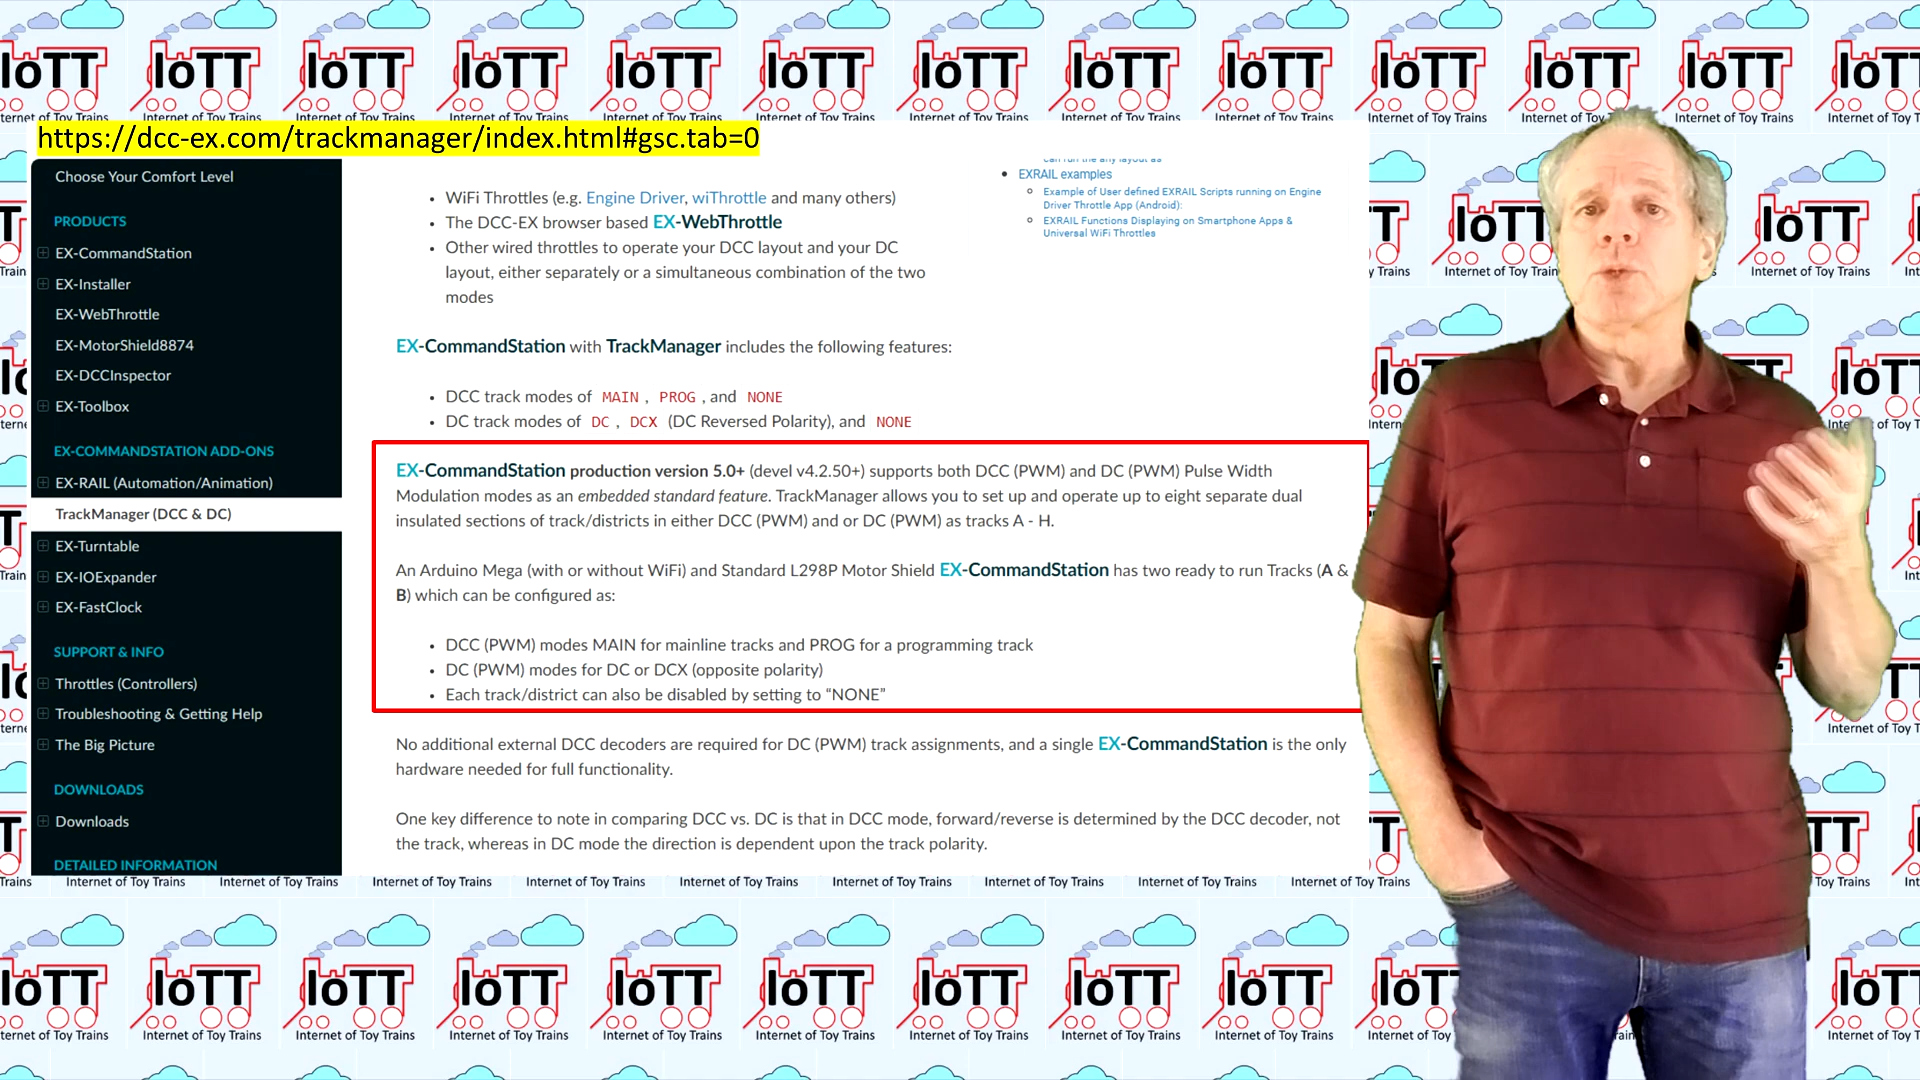 IoTT
Internet of Toy Trains
https://dcc-ex.com/trackmanager/index.html#gsc.tab=0
Choose Your Comfort Level
PRODUCTS
EX-CommandStation
EX-Installer
EX-WebThrottle
EX-MotorShield8874
EX-DCCInspector
EX-Toolbox
EX-COMMANDSTATION ADD-ONS
EX-RAIL (Automation/Animation)
TrackManager (DCC & DC)
EX-Turntable
EX-IOExpander
EX-FastClock
SUPPORT & INFO
Throttles (Controllers)
Troubleshooting & Getting Help
The Big Picture
DOWNLOADS
Downloads
DETAILED INFORMATION
• WiFi Throttles (e.g. Engine Driver, wiThrottle and many others)
• The DCC-EX browser based EX-WebThrottle
• Other wired throttles to operate your DCC layout and your DC
layout, either separately or a simultaneous combination of the two
modes
EX-CommandStation with TrackManager includes the following features:
• DCC track modes of MAIN , PROG , and NONE
• DC track modes of DC , DCX (DC Reversed Polarity), and NONE
EX-CommandStation production version 5.0+ (devel v4.2.50+) supports both DCC (PWM) and DC (PWM) Pulse Width
Modulation modes as an embedded standard feature. TrackManager allows you to set up and operate up to eight separate dual
insulated sections of track/districts in either DCC (PWM) and or DC (PWM) as tracks A - H.
An Arduino Mega (with or without WiFi) and Standard L298P Motor Shield EX-CommandStation has two ready to run Tracks (A &
B) which can be configured as:
• DCC (PWM) modes MAIN for mainline tracks and PROG for a programming track
• DC (PWM) modes for DC or DCX (opposite polarity)
• Each track/district can also be disabled by setting to “NONE”
No additional external DCC decoders are required for DC (PWM) track assignments, and a single EX-CommandStation is the only
hardware needed for full functionality.
One key difference to note in comparing DCC vs. DC is that in DCC mode, forward/reverse is determined by the DCC decoder, not
the track, whereas in DC mode the direction is dependent upon the track polarity.
can run the any layout as
• EXRAIL examples
Example of User defined EXRAIL Scripts running on Engine
Driver Throttle App (Android):
EXRAIL Functions Displaying on Smartphone Apps &
Universal WiFi Throttles